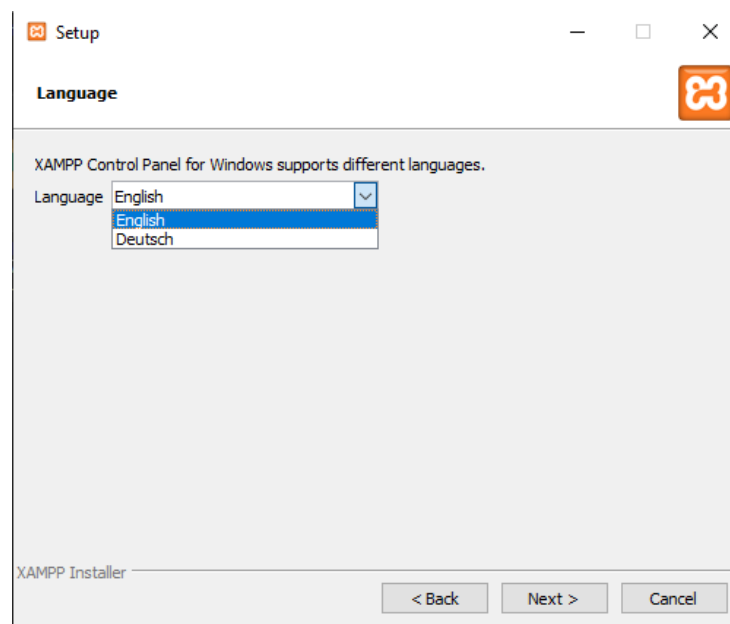 Setup
Language
XAMPP Control Panel for Windows supports different languages.
Language English
English
Deutsch
XAMPP Installer
< Back Next > Cancel